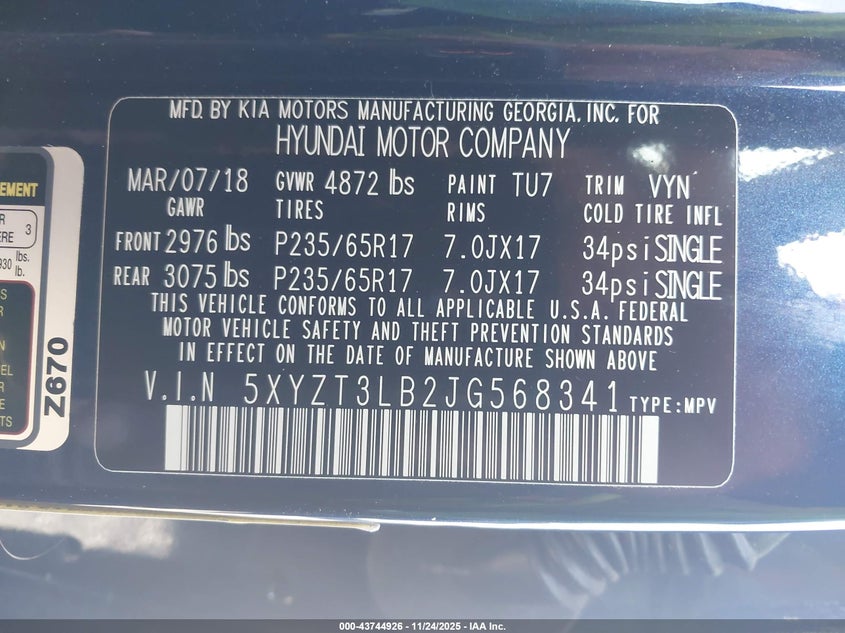 MFD. BY KIA MOTORS MANUFACTURING GEORGIA, INC. FOR
HYUNDAI MOTOR COMPANY
MAR/07/18 GVWR 4872 lbs PAINT TU7 TRIM VYN
GAWR TIRES RIMS COLD TIRE INFL
FRONT 2976 lbs P235/65R17 7.0JX17 34psi SINGLE
REAR 3075 lbs P235/65R17 7.0JX17 34psi SINGLE
THIS VEHICLE CONFORMS TO ALL APPLICABLE U.S.A. FEDERAL
MOTOR VEHICLE SAFETY AND THEFT PREVENTION STANDARDS
IN EFFECT ON THE DATE OF MANUFACTURE SHOWN ABOVE
V.I.N 5XYZT3LB2JG568341 TYPE:MPV
3
lbs.
lb.
Z670
000-43744926 - 11/24/2025 - IAA Inc.